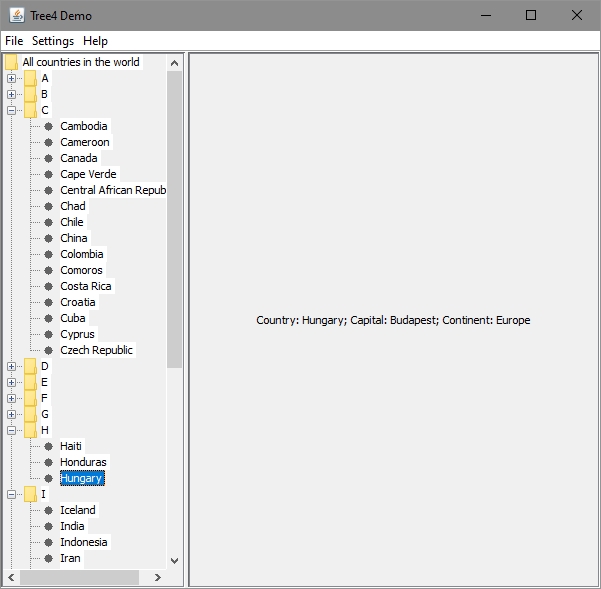 Tree4 Demo
File Settings Help
All countries in the world
A
B
C
Cambodia
Cameroon
Canada
Cape Verde
Central African Repub
Chad
Chile
China
Colombia
Comoros
Costa Rica
Croatia
Cuba
Cyprus
Czech Republic
D
E
F
G
H
Haiti
Honduras
Hungary
I
Iceland
India
Indonesia
Iran
Country: Hungary; Capital: Budapest; Continent: Europe